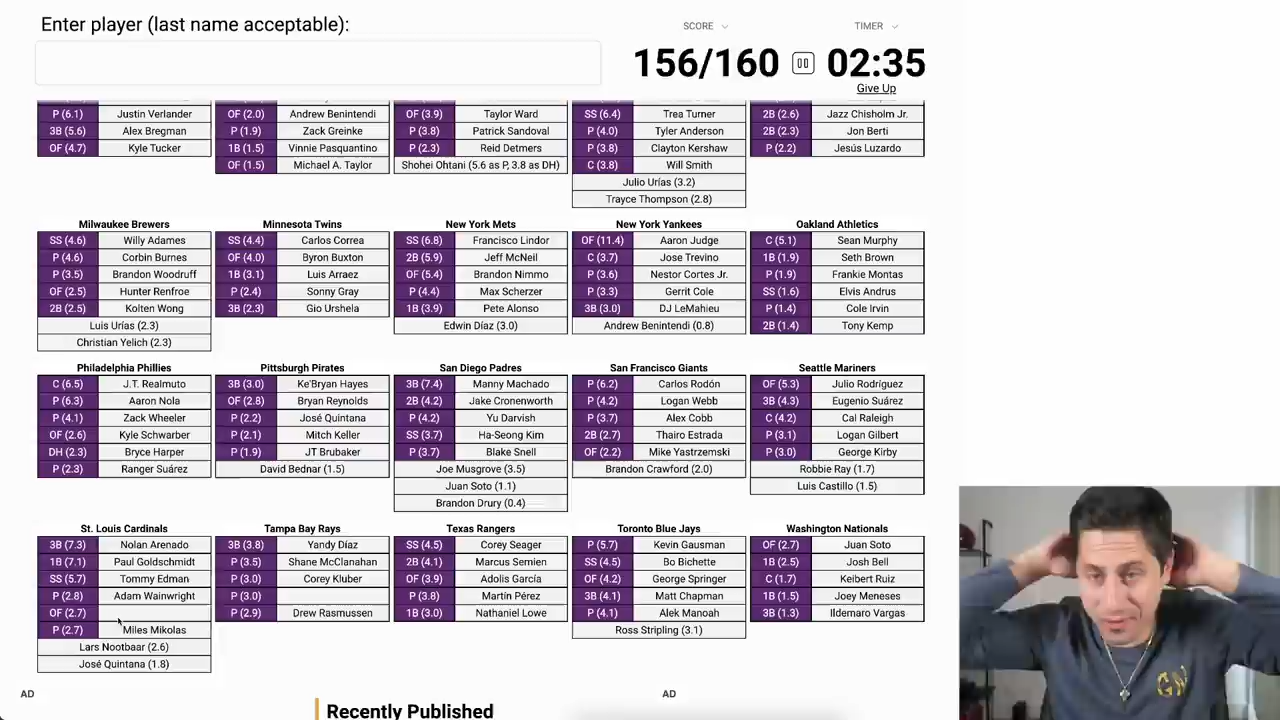 Enter player (last name acceptable):
SCORE
TIMER
156/160
02:35
Give Up
P (6.1) Justin Verlander
3B (5.6) Alex Bregman
OF (4.7) Kyle Tucker
OF (2.0) Andrew Benintendi
P (1.9) Zack Greinke
1B (1.5) Vinnie Pasquantino
OF (1.5) Michael A. Taylor
OF (3.9) Taylor Ward
P (3.8) Patrick Sandoval
P (2.3) Reid Detmers
Shohei Ohtani (5.6 as P, 3.8 as DH)
SS (6.4) Trea Turner
P (4.0) Tyler Anderson
P (3.8) Clayton Kershaw
C (3.8) Will Smith
Julio Urías (3.2)
Trayce Thompson (2.8)
2B (2.6) Jazz Chisholm Jr.
2B (2.3) Jon Berti
P (2.2) Jesús Luzardo
Milwaukee Brewers
SS (4.6) Willy Adames
P (4.6) Corbin Burnes
P (3.5) Brandon Woodruff
OF (2.5) Hunter Renfroe
2B (2.5) Kolten Wong
Luis Urías (2.3)
Christian Yelich (2.3)
Minnesota Twins
SS (4.4) Carlos Correa
OF (4.0) Byron Buxton
1B (3.1) Luis Arraez
P (2.4) Sonny Gray
3B (2.3) Gio Urshela
New York Mets
SS (6.8) Francisco Lindor
2B (5.9) Jeff McNeil
OF (5.4) Brandon Nimmo
P (4.4) Max Scherzer
1B (3.9) Pete Alonso
Edwin Díaz (3.0)
New York Yankees
OF (11.4) Aaron Judge
C (3.7) Jose Trevino
P (3.6) Nestor Cortes Jr.
P (3.3) Gerrit Cole
3B (3.0) DJ LeMahieu
Andrew Benintendi (0.8)
Oakland Athletics
C (5.1) Sean Murphy
1B (1.9) Seth Brown
P (1.9) Frankie Montas
SS (1.6) Elvis Andrus
P (1.4) Cole Irvin
2B (1.4) Tony Kemp
Philadelphia Phillies
C (6.5) J.T. Realmuto
P (6.3) Aaron Nola
P (4.1) Zack Wheeler
OF (2.6) Kyle Schwarber
DH (2.3) Bryce Harper
P (2.3) Ranger Suárez
Pittsburgh Pirates
3B (3.0) Ke'Bryan Hayes
OF (2.8) Bryan Reynolds
P (2.2) José Quintana
P (2.1) Mitch Keller
P (1.9) JT Brubaker
David Bednar (1.5)
San Diego Padres
3B (7.4) Manny Machado
2B (4.2) Jake Cronenworth
P (4.2) Yu Darvish
SS (3.7) Ha-Seong Kim
P (3.7) Blake Snell
Joe Musgrove (3.5)
Juan Soto (1.1)
Brandon Drury (0.4)
San Francisco Giants
P (6.2) Carlos Rodón
P (4.2) Logan Webb
P (3.7) Alex Cobb
2B (2.7) Thairo Estrada
OF (2.2) Mike Yastrzemski
Brandon Crawford (2.0)
Seattle Mariners
OF (5.3) Julio Rodríguez
3B (4.3) Eugenio Suárez
C (4.2) Cal Raleigh
P (3.1) Logan Gilbert
P (3.0) George Kirby
Robbie Ray (1.7)
Luis Castillo (1.5)
St. Louis Cardinals
3B (7.3) Nolan Arenado
1B (7.1) Paul Goldschmidt
SS (5.7) Tommy Edman
P (2.8) Adam Wainwright
OF (2.7)
P (2.7) Miles Mikolas
Lars Nootbaar (2.6)
José Quintana (1.8)
Tampa Bay Rays
3B (3.8) Yandy Díaz
P (3.5) Shane McClanahan
P (3.0) Corey Kluber
P (3.0)
P (2.9) Drew Rasmussen
Texas Rangers
SS (4.5) Corey Seager
2B (4.1) Marcus Semien
OF (3.9) Adolis García
P (3.8) Martín Pérez
1B (3.0) Nathaniel Lowe
Toronto Blue Jays
P (5.7) Kevin Gausman
SS (4.5) Bo Bichette
OF (4.2) George Springer
3B (4.1) Matt Chapman
P (4.1) Alek Manoah
Ross Stripling (3.1)
Washington Nationals
OF (2.7) Juan Soto
1B (2.5) Josh Bell
C (1.7) Keibert Ruiz
1B (1.5) Joey Meneses
3B (1.3) Ildemaro Vargas
AD
AD
Recently Published